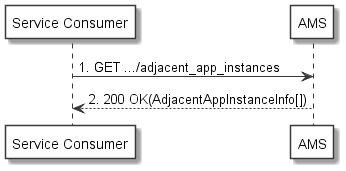 Service Consumer
AMS
1. GET .../adjacent_app_instances
2. 200 OK(AdjacentAppInstanceInfo[])
Service Consumer
AMS